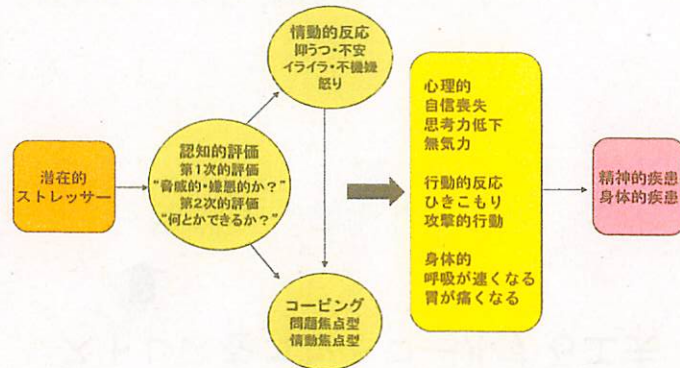 潜在的
ストレッサー
認知的評価
第1次的評価
"脅威的・嫌悪的か?"
第2次的評価
"何とかできるか?"
情動的反応
抑うつ・不安
イライラ・不機嫌
怒り
コーピング
問題焦点型
情動焦点型
心理的
自信喪失
思考力低下
無気力
行動的反応
ひきこもり
攻撃的行動
身体的
呼吸が速くなる
胃が痛くなる
精神的疾患
身体的疾患